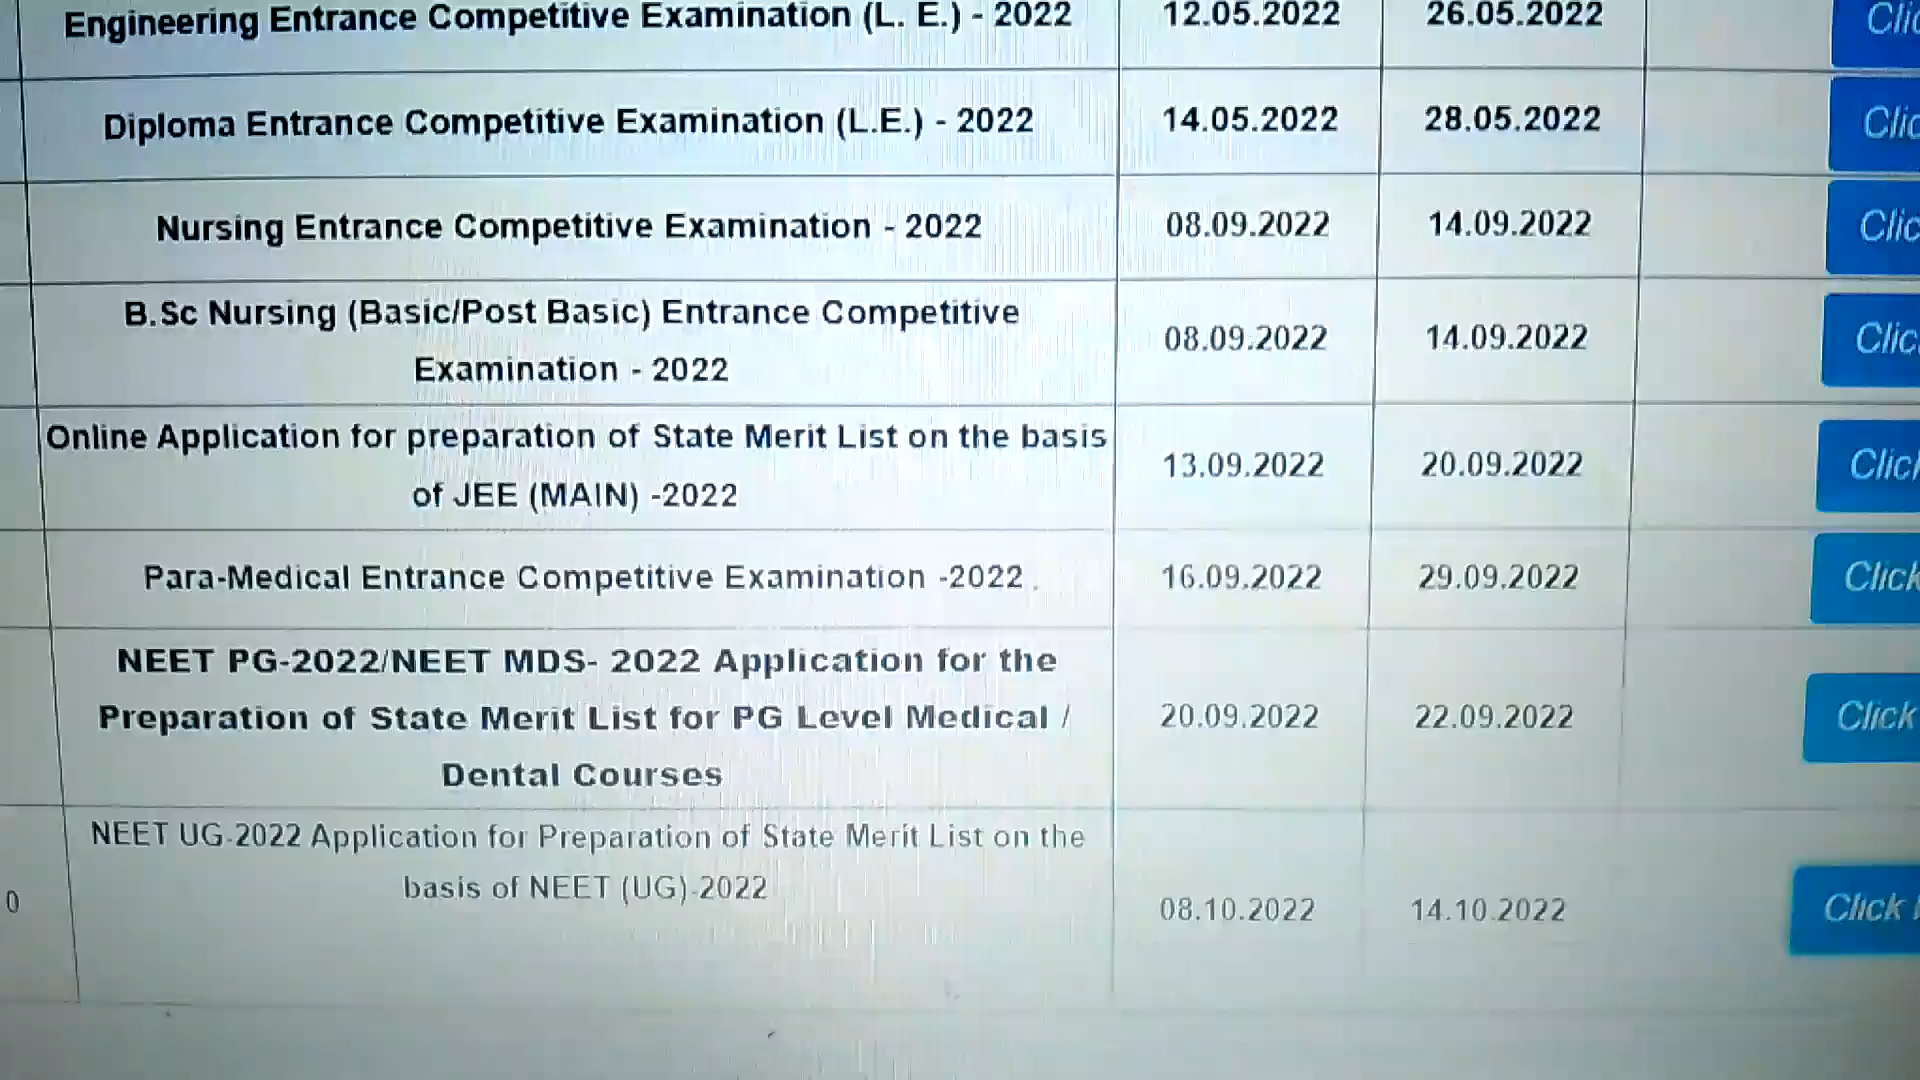 Engineering Entrance Competitive Examination (L. E.) - 2022 12.05.2022 26.05.2022
Diploma Entrance Competitive Examination (L.E.) - 2022 14.05.2022 28.05.2022
Nursing Entrance Competitive Examination - 2022 08.09.2022 14.09.2022
B.Sc Nursing (Basic/Post Basic) Entrance Competitive
Examination - 2022
08.09.2022 14.09.2022
Online Application for preparation of State Merit List on the basis
of JEE (MAIN) -2022
13.09.2022 20.09.2022
Para-Medical Entrance Competitive Examination -2022 16.09.2022 29.09.2022 Click
NEET PG-2022/NEET MDS- 2022 Application for the
Preparation of State Merit List for PG Level Medical / 20.09.2022 22.09.2022 Click
Dental Courses
NEET UG-2022 Application for Preparation of State Merit List on the
basis of NEET (UG)-2022
0 08.10.2022 14.10.2022 Click